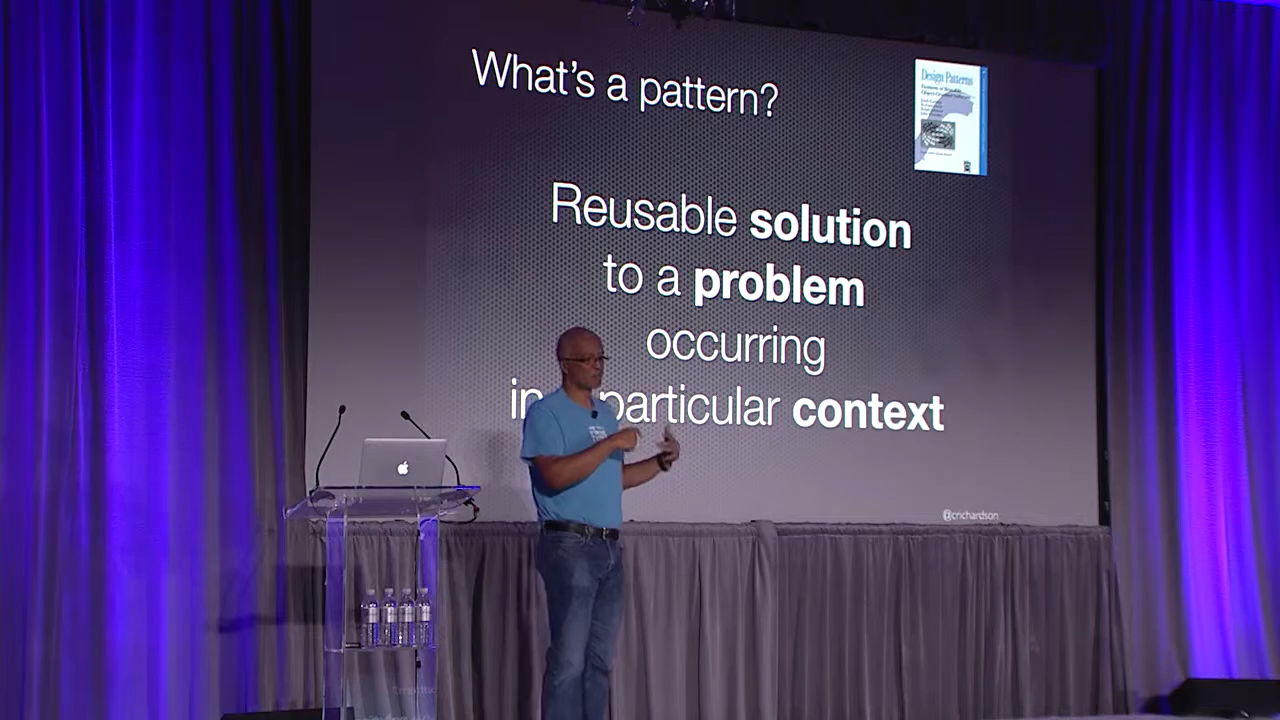 What's a pattern?
Design Patterns
Reusable solution
to a problem
occurring
in particular context
@crichardson